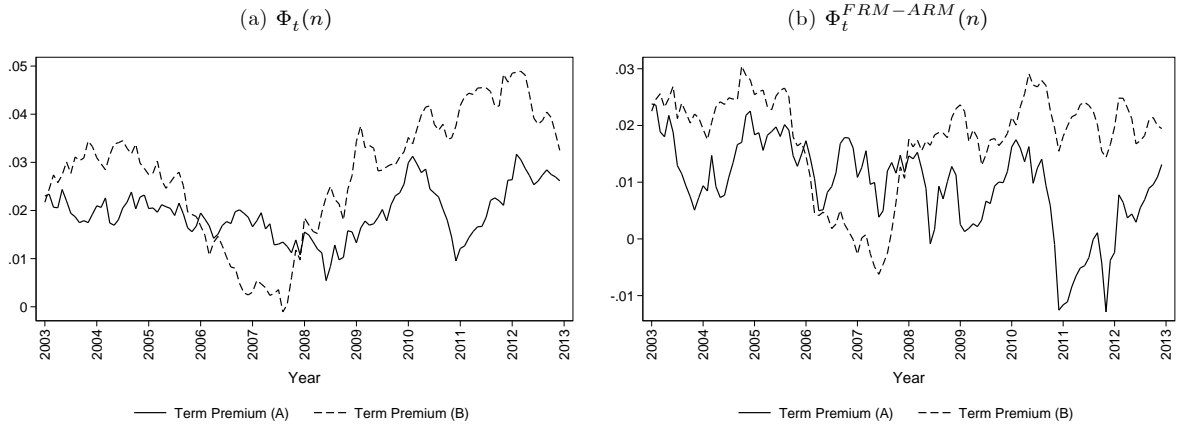 (a) Φ_t(n)
.05
.04
.03
.02
.01
0
2003 2004 2005 2006 2007 2008 2009 2010 2011 2012 2013
Year
Term Premium (A) Term Premium (B)
(b) Φ_t^{FRM−ARM}(n)
.03
.02
.01
0
-.01
2003 2004 2005 2006 2007 2008 2009 2010 2011 2012 2013
Year
Term Premium (A) Term Premium (B)